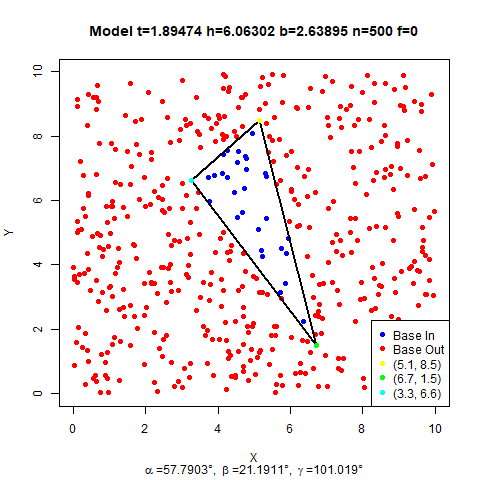 Model t=1.89474 h=6.06302 b=2.63895 n=500 f=0
10
8
6
4
2
0
Y
Base In
Base Out
(5.1, 8.5)
(6.7, 1.5)
(3.3, 6.6)
0 2 4 6 8 10
X
α=57.7903°, β=21.1911°, γ=101.019°